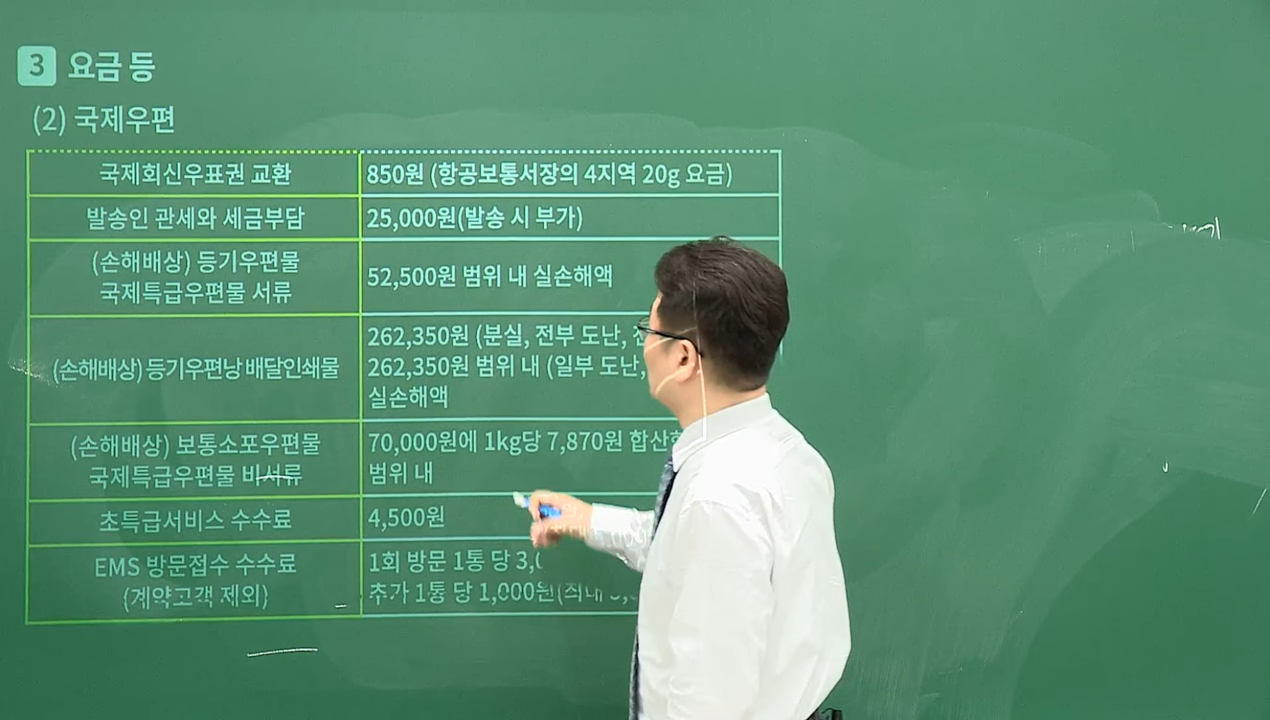 3 요금 등
(2) 국제우편
국제회신우표권 교환
850원 (항공보통서장의 4지역 20g 요금)
발송인 관세와 세금부담
25,000원(발송 시 부가)
(손해배상) 등기우편물
국제특급우편물 서류
52,500원 범위 내 실손해액
(손해배상) 등기우편낭 배달인쇄물
262,350원 (분실, 전부 도난,
262,350원 범위 내 (일부 도난,
실손해액
(손해배상) 보통소포우편물
국제특급우편물 비서류
70,000원에 1kg당 7,870원
범위 내
초특급서비스 수수료
4,500원
EMS 방문접수 수수료
(계약고객 제외)
1회 방문 1통 당
추가 1통 당 1,000원